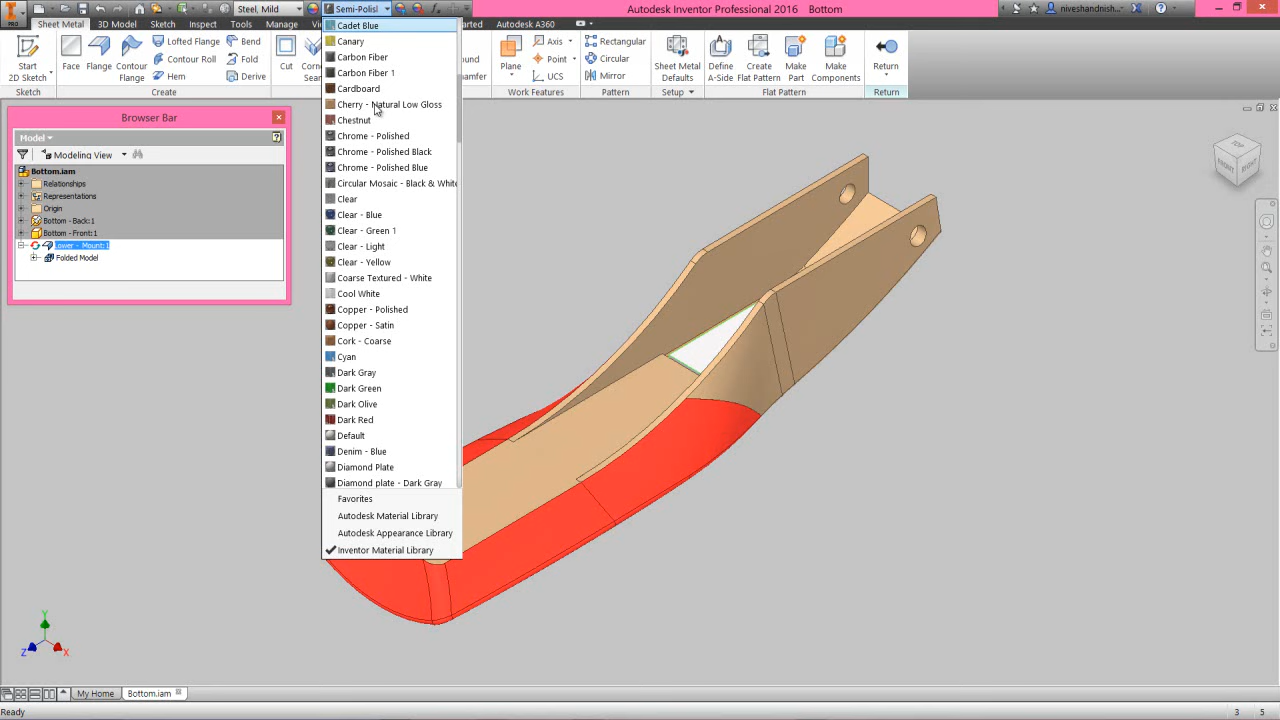 PRO
Steel, Mild
Semi-Polisl
Autodesk Inventor Professional 2016 Bottom
Sheet Metal
3D Model
Sketch
Inspect
Tools
Get Started
Autodesk A360
Start
2D Sketch
Face
Flange
Contour
Flange
Lofted Flange
Contour Roll
Hem
Bend
Fold
Derive
Cut
Plane
Axis
Point
UCS
Rectangular
Circular
Mirror
Sheet Metal
Defaults
Define
A-Side
Create
Flat Pattern
Make
Part
Make
Components
Return
Sketch
Create
Work Features
Pattern
Setup
Flat Pattern
Return
Browser Bar
Model
Modeling View
Bottom.iam
Relationships
Representations
Origin
Bottom - Back:1
Bottom - Front:1
Lower - Mount:1
Folded Model
Cadet Blue
Canary
Carbon Fiber
Carbon Fiber 1
Cardboard
Cherry - Natural Low Gloss
Chestnut
Chrome - Polished
Chrome - Polished Black
Chrome - Polished Blue
Circular Mosaic - Black & White
Clear
Clear - Blue
Clear - Green 1
Clear - Light
Clear - Yellow
Coarse Textured - White
Cool White
Copper - Polished
Copper - Satin
Cork - Coarse
Cyan
Dark Gray
Dark Green
Dark Olive
Dark Red
Default
Denim - Blue
Diamond Plate
Diamond plate - Dark Gray
Favorites
Autodesk Material Library
Autodesk Appearance Library
Inventor Material Library
FRONT
RIGHT
Y
Z
X
My Home
Bottom.iam
Ready
3
5